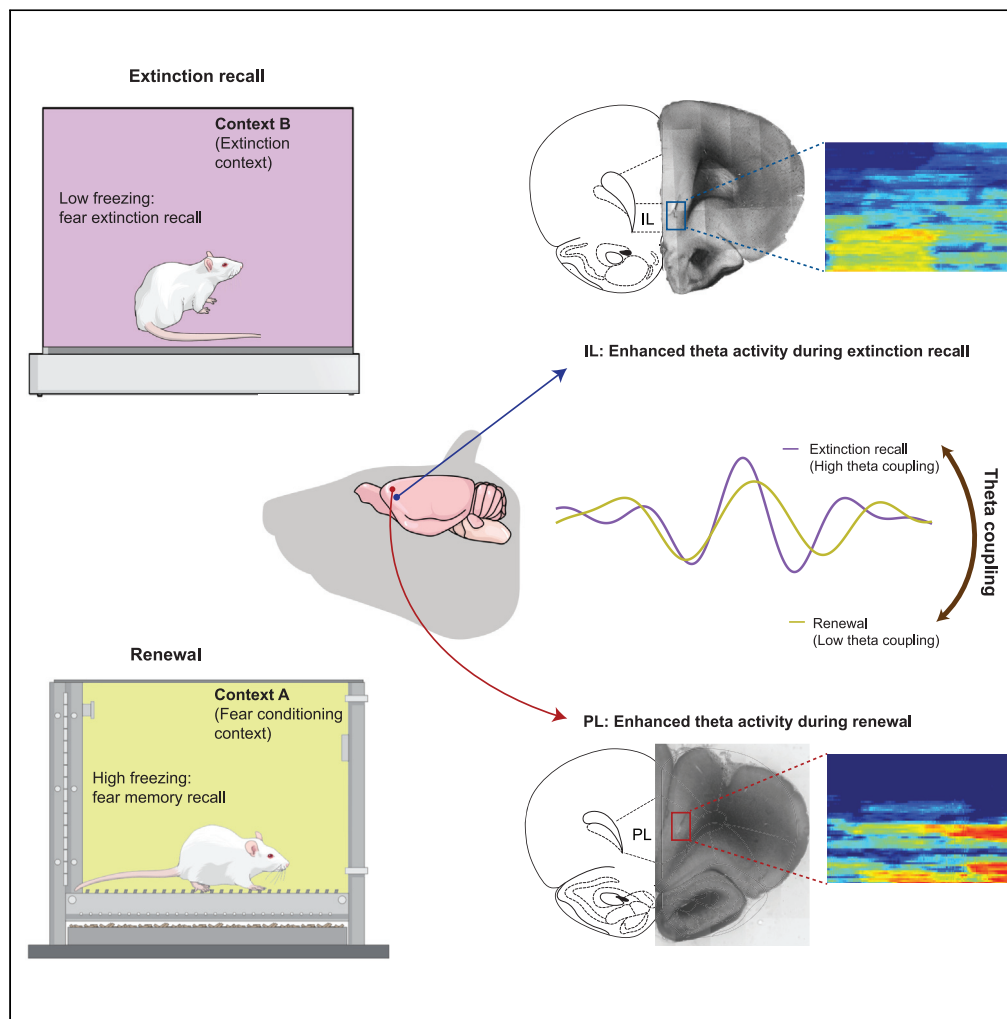 Extinction recall
Context B
(Extinction
context)
Low freezing:
fear extinction recall
IL
IL: Enhanced theta activity during extinction recall
Extinction recall
(High theta coupling)
Theta coupling
Renewal
(Low theta coupling)
Renewal
Context A
(Fear conditioning
context)
High freezing:
fear memory recall
PL: Enhanced theta activity during renewal
PL